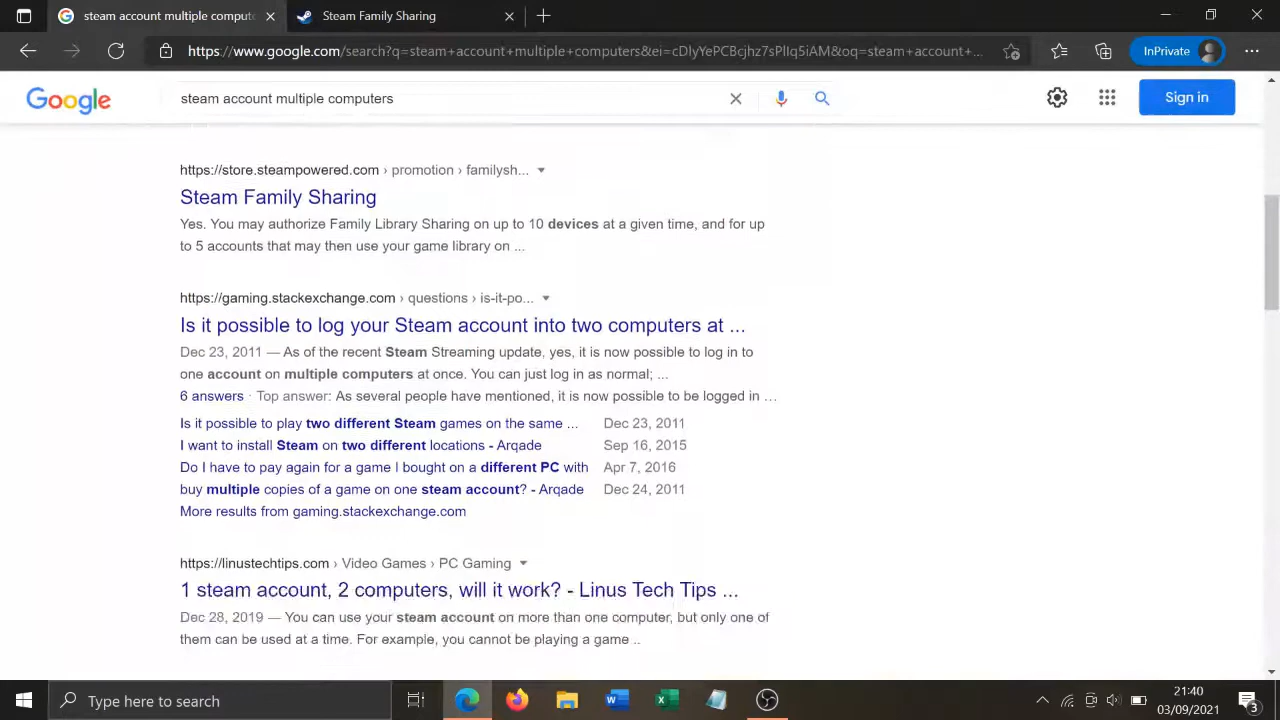 steam account multiple compute
Steam Family Sharing
https://www.google.com/search?q=steam+account+multiple+computers&ei=cDlyYePCBcjhz7sPlIq5iAM&oq=steam+account+...
InPrivate
Google
steam account multiple computers
Sign in
https://store.steampowered.com › promotion › familysh...
Steam Family Sharing
Yes. You may authorize Family Library Sharing on up to 10 devices at a given time, and for up
to 5 accounts that may then use your game library on ...
https://gaming.stackexchange.com › questions › is-it-po...
Is it possible to log your Steam account into two computers at ...
Dec 23, 2011 — As of the recent Steam Streaming update, yes, it is now possible to log in to
one account on multiple computers at once. You can just log in as normal; ...
6 answers · Top answer: As several people have mentioned, it is now possible to be logged in ...
Is it possible to play two different Steam games on the same ... Dec 23, 2011
I want to install Steam on two different locations - Arqade Sep 16, 2015
Do I have to pay again for a game I bought on a different PC with Apr 7, 2016
buy multiple copies of a game on one steam account? - Arqade Dec 24, 2011
More results from gaming.stackexchange.com
https://linustechtips.com › Video Games › PC Gaming
1 steam account, 2 computers, will it work? - Linus Tech Tips ...
Dec 28, 2019 — You can use your steam account on more than one computer, but only one of
them can be used at a time. For example, you cannot be playing a game ..
Type here to search
21:40
03/09/2021
3